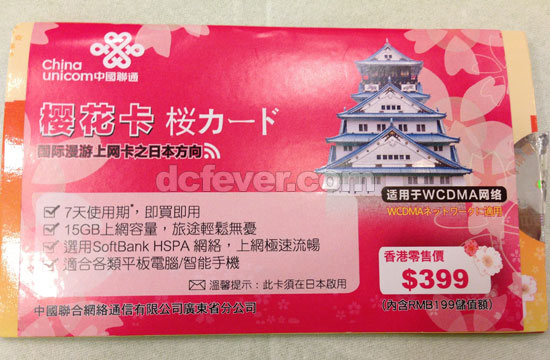 China
unicom中國聯通
樱花卡 桜カード
国际漫游上网卡之日本方向
dcfever.com
适用于WCDMA网络
WCDMAネットワークに適用
7天使用期*，即買即用
15GB上網容量，旅途輕鬆無憂
選用SoftBank HSPA 網絡，上網極速流暢
適合各類平板電腦/智能手機
溫馨提示：此卡須在日本啟用
香港零售價
$399
(內含RMB199儲值額)
中國聯合網絡通信有限公司廣東省分公司